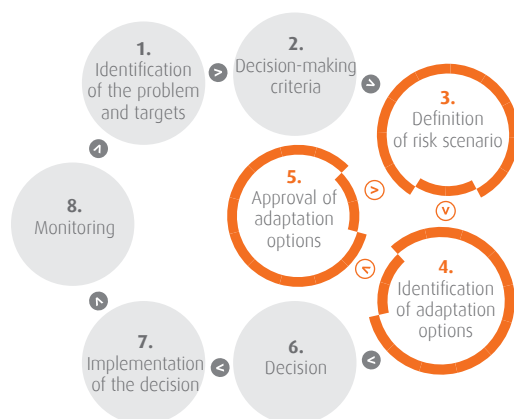 1.
Identification
of the problem
and targets
2.
Decision-making
criteria
3.
Definition
of risk scenario
4.
Identification
of adaptation
options
5.
Approval of
adaptation
options
6.
Decision
7.
Implementation
of the decision
8.
Monitoring